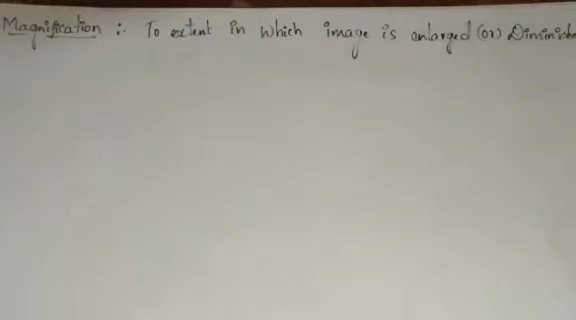 Magnification :- To extent in which image is enlarged (or) Diminish